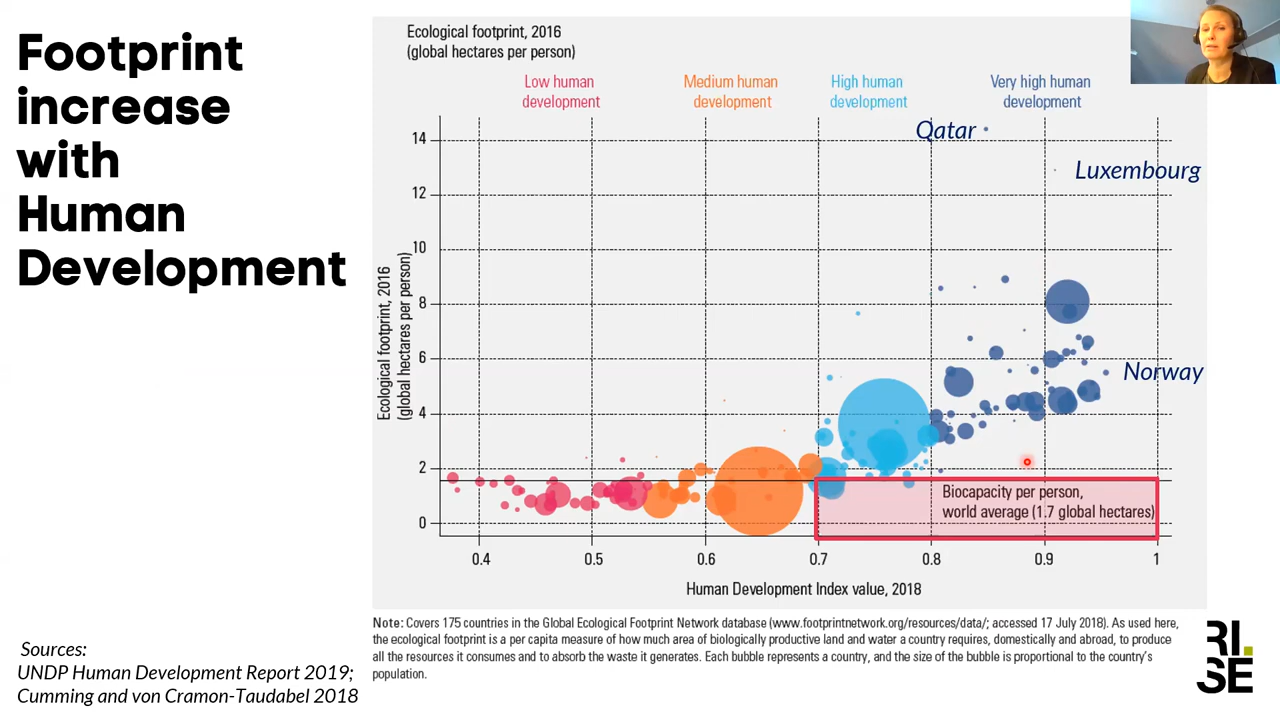 Footprint
increase
with
Human
Development
Ecological footprint, 2016
(global hectares per person)
Low human
development
Medium human
development
High human
development
Very high human
development
Qatar
Luxembourg
Norway
14
12
10
8
6
4
2
0
Ecological footprint, 2016
(global hectares per person)
Biocapacity per person,
world average (1.7 global hectares)
0.4 0.5 0.6 0.7 0.8 0.9 1
Human Development Index value, 2018
Note: Covers 175 countries in the Global Ecological Footprint Network database (www.footprintnetwork.org/resources/data/; accessed 17 July 2018). As used here,
the ecological footprint is a per capita measure of how much area of biologically productive land and water a country requires, domestically and abroad, to produce
all the resources it consumes and to absorb the waste it generates. Each bubble represents a country, and the size of the bubble is proportional to the country's
population.
Sources:
UNDP Human Development Report 2019;
Cumming and von Cramon-Taudabel 2018
RI.
SE